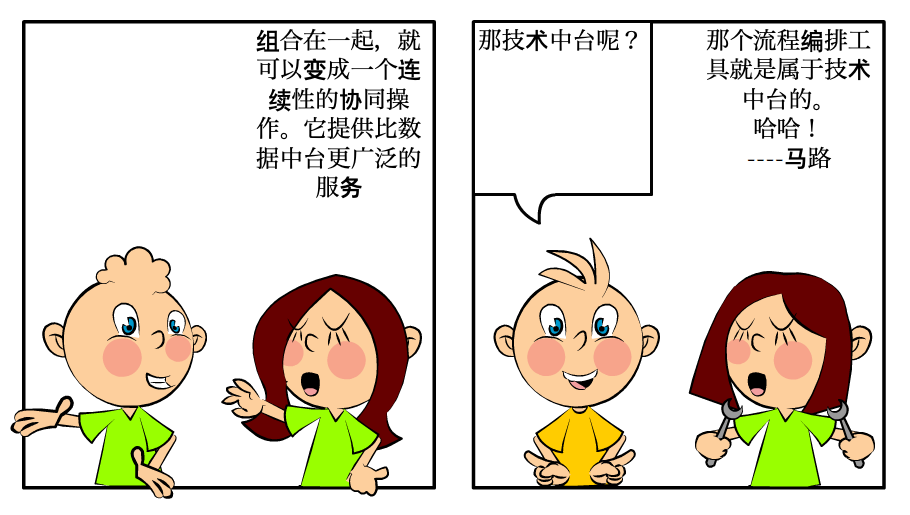 组合在一起，就
可以变成一个连
续性的协同操
作。它提供比数
据中台更广泛的
服务
那技术中台呢？
那个流程编排工
具就是属于技术
中台的。
哈哈！
----马路